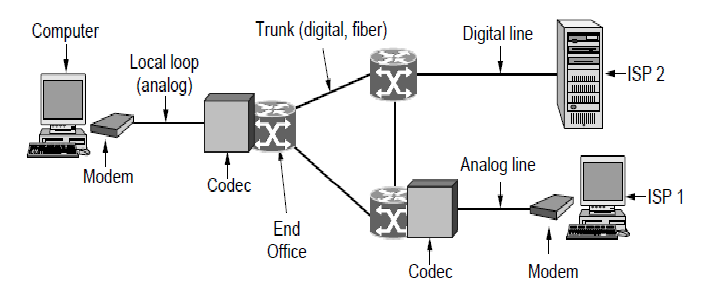 Computer
Trunk (digital, fiber)
Digital line
Local loop
(analog)
ISP 2
Modem
Codec
Analog line
ISP 1
End
Office
Codec
Modem